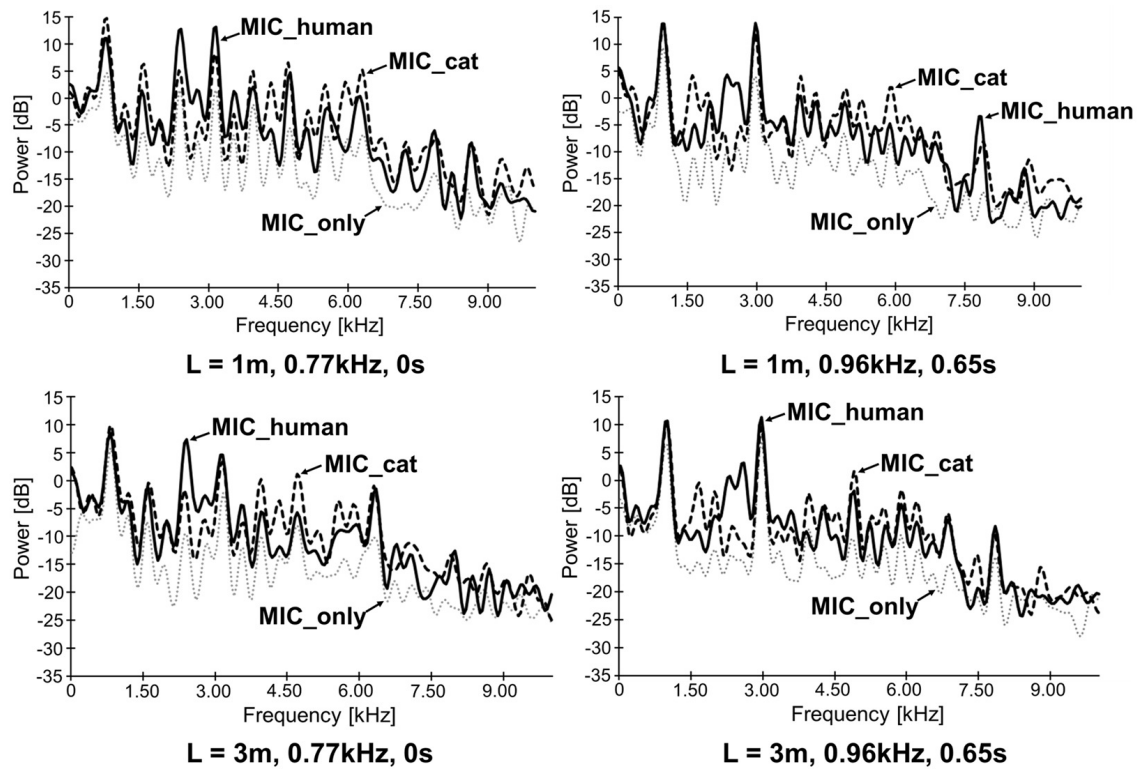 15
10
5
0
-5
-10
-15
-20
-25
-30
-35
Power [dB]
MIC_human
MIC_cat
MIC_only
0 1.50 3.00 4.50 6.00 7.50 9.00
Frequency [kHz]
L = 1m, 0.77kHz, 0s
15
10
5
0
-5
-10
-15
-20
-25
-30
-35
Power [dB]
MIC_cat
MIC_human
MIC_only
0 1.50 3.00 4.50 6.00 7.50 9.00
Frequency [kHz]
L = 1m, 0.96kHz, 0.65s
15
10
5
0
-5
-10
-15
-20
-25
-30
-35
Power [dB]
MIC_human
MIC_cat
MIC_only
0 1.50 3.00 4.50 6.00 7.50 9.00
Frequency [kHz]
L = 3m, 0.77kHz, 0s
15
10
5
0
-5
-10
-15
-20
-25
-30
-35
Power [dB]
MIC_human
MIC_cat
MIC_only
0 1.50 3.00 4.50 6.00 7.50 9.00
Frequency [kHz]
L = 3m, 0.96kHz, 0.65s